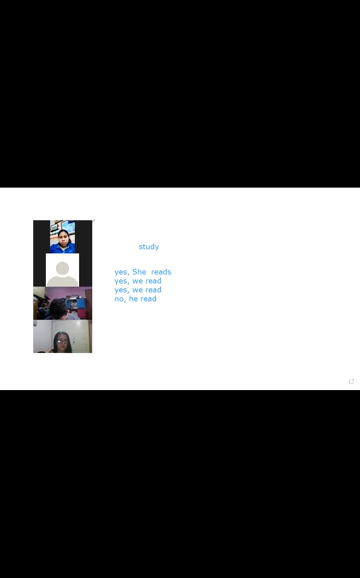 study
yes, She reads
yes, we read
yes, we read
no, he read